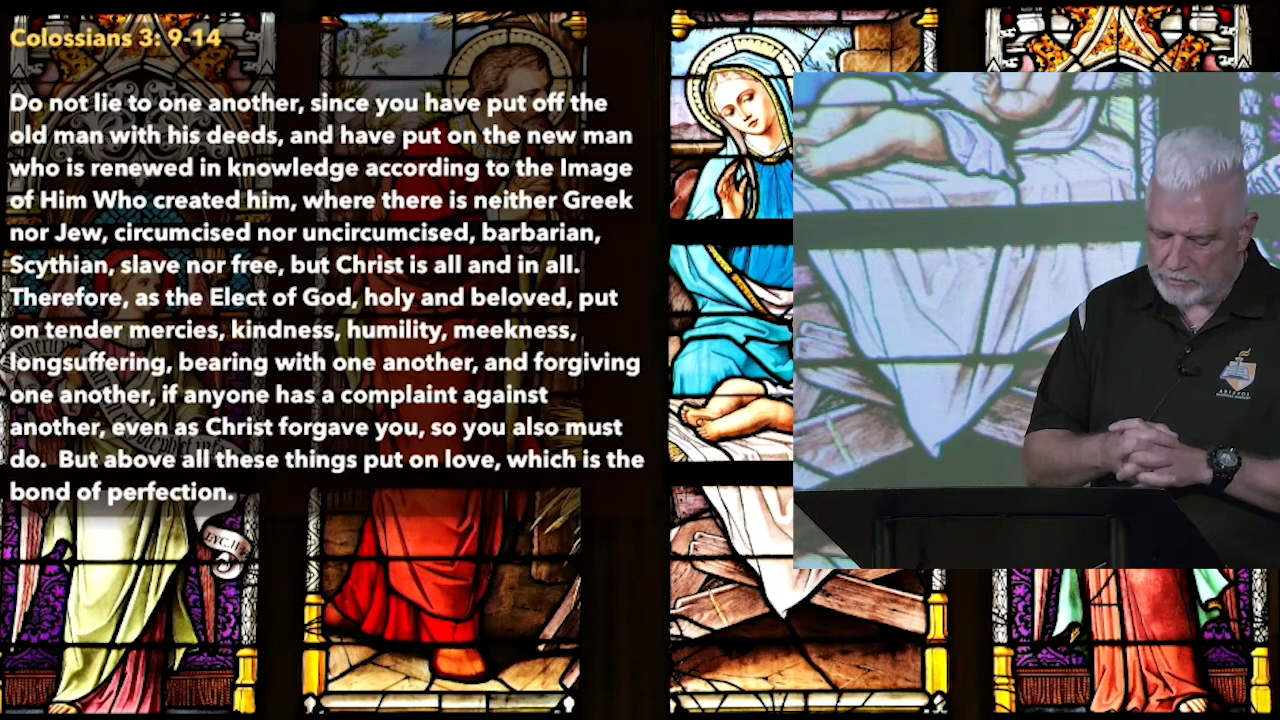 Colossians 3: 9-14
Do not lie to one another, since you have put off the
old man with his deeds, and have put on the new man
who is renewed in knowledge according to the Image
of Him Who created him, where there is neither Greek
nor Jew, circumcised nor uncircumcised, barbarian,
Scythian, slave nor free, but Christ is all and in all.
Therefore, as the Elect of God, holy and beloved, put
on tender mercies, kindness, humility, meekness,
longsuffering, bearing with one another, and forgiving
one another, if anyone has a complaint against
another, even as Christ forgave you, so you also must
do.  But above all these things put on love, which is the
bond of perfection.